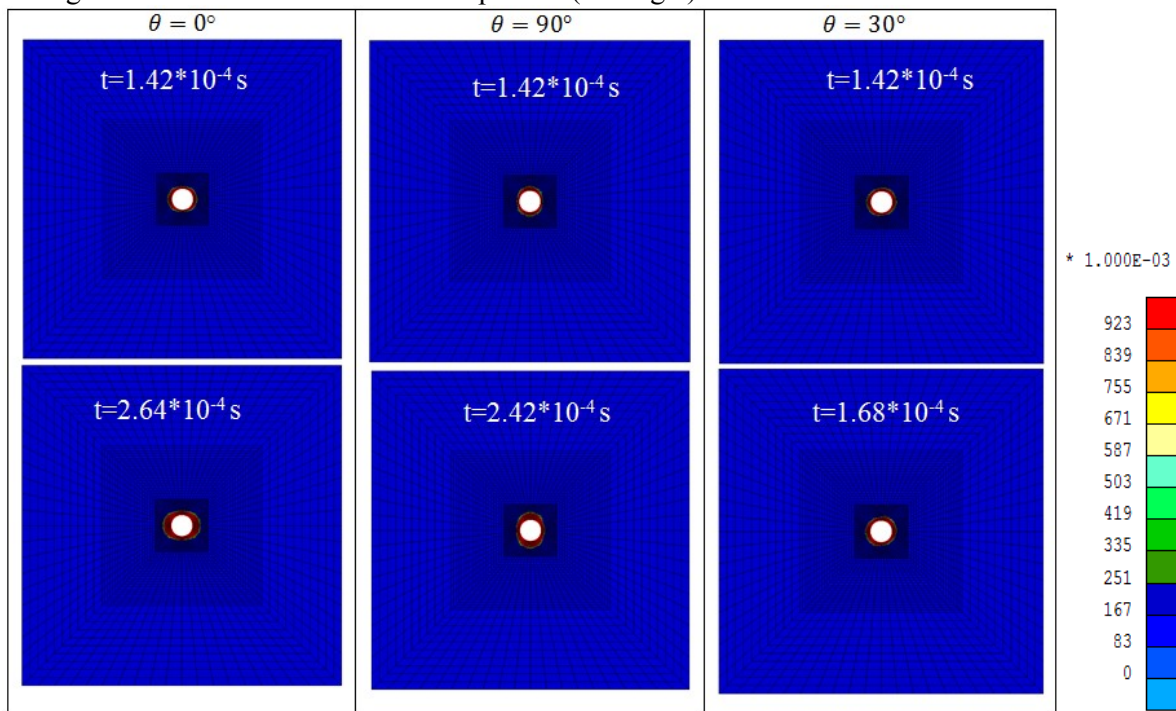 θ = 0°
θ = 90°
θ = 30°
t=1.42*10⁻⁴ s
t=1.42*10⁻⁴ s
t=1.42*10⁻⁴ s
t=2.64*10⁻⁴ s
t=2.42*10⁻⁴ s
t=1.68*10⁻⁴ s
* 1.000E-03
923
839
755
671
587
503
419
335
251
167
83
0